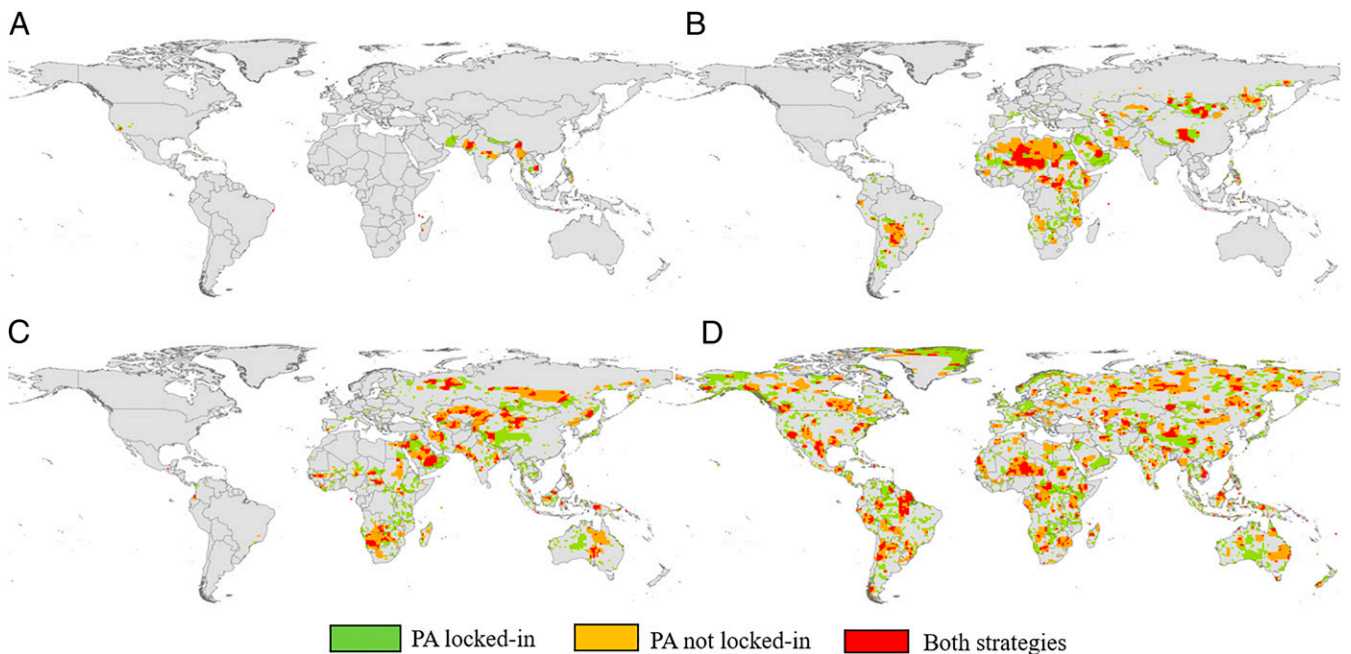 A
B
C
D
PA locked-in
PA not locked-in
Both strategies